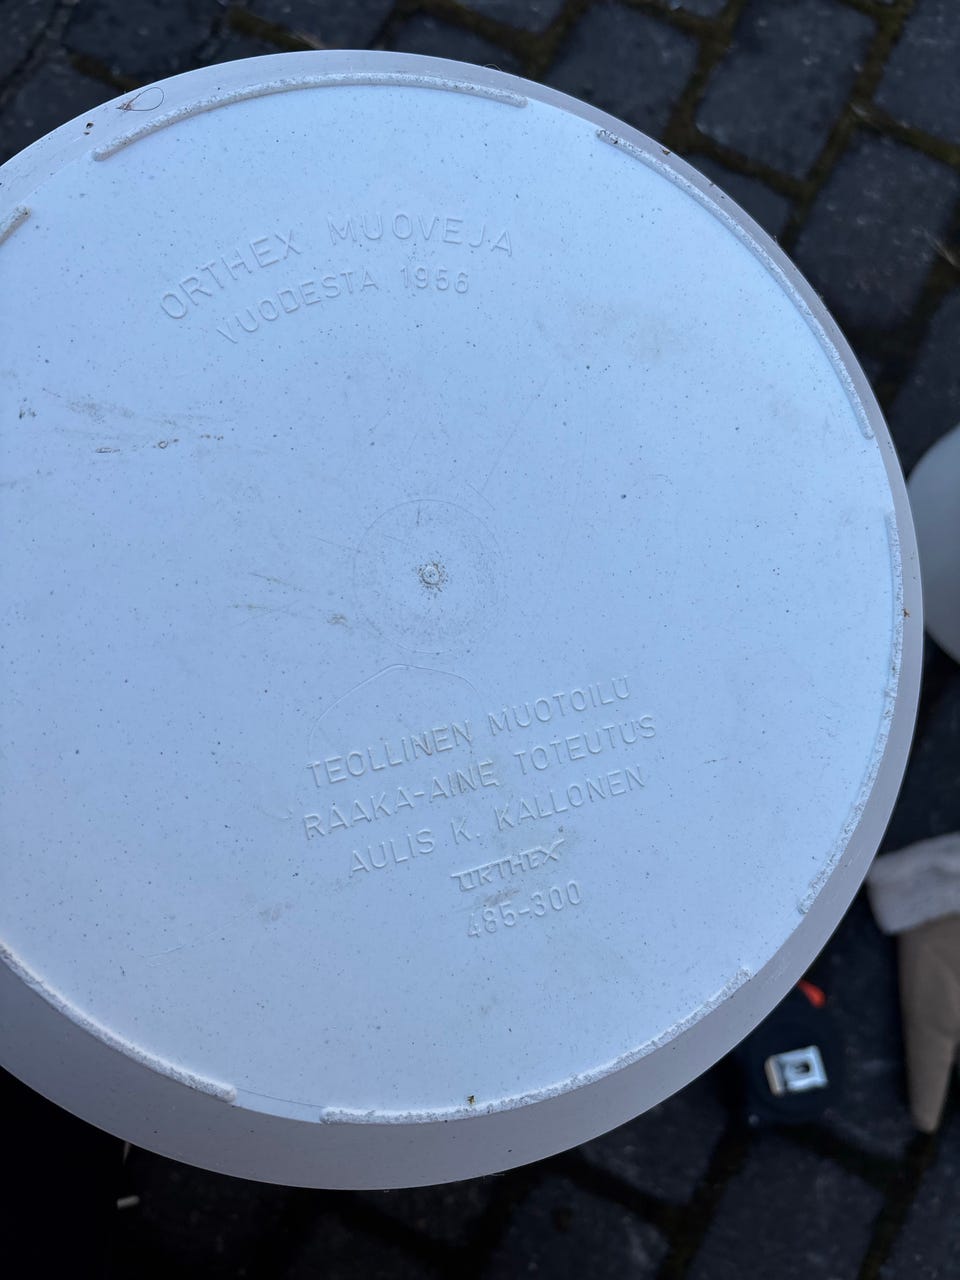 ORTHEX MUOVEJA
VUODESTA 1956
TEOLLINEN MUOTOILU
RAAKA-AINE TOTEUTUS
AULIS K. KALLONEN
ORTHEX
485-300